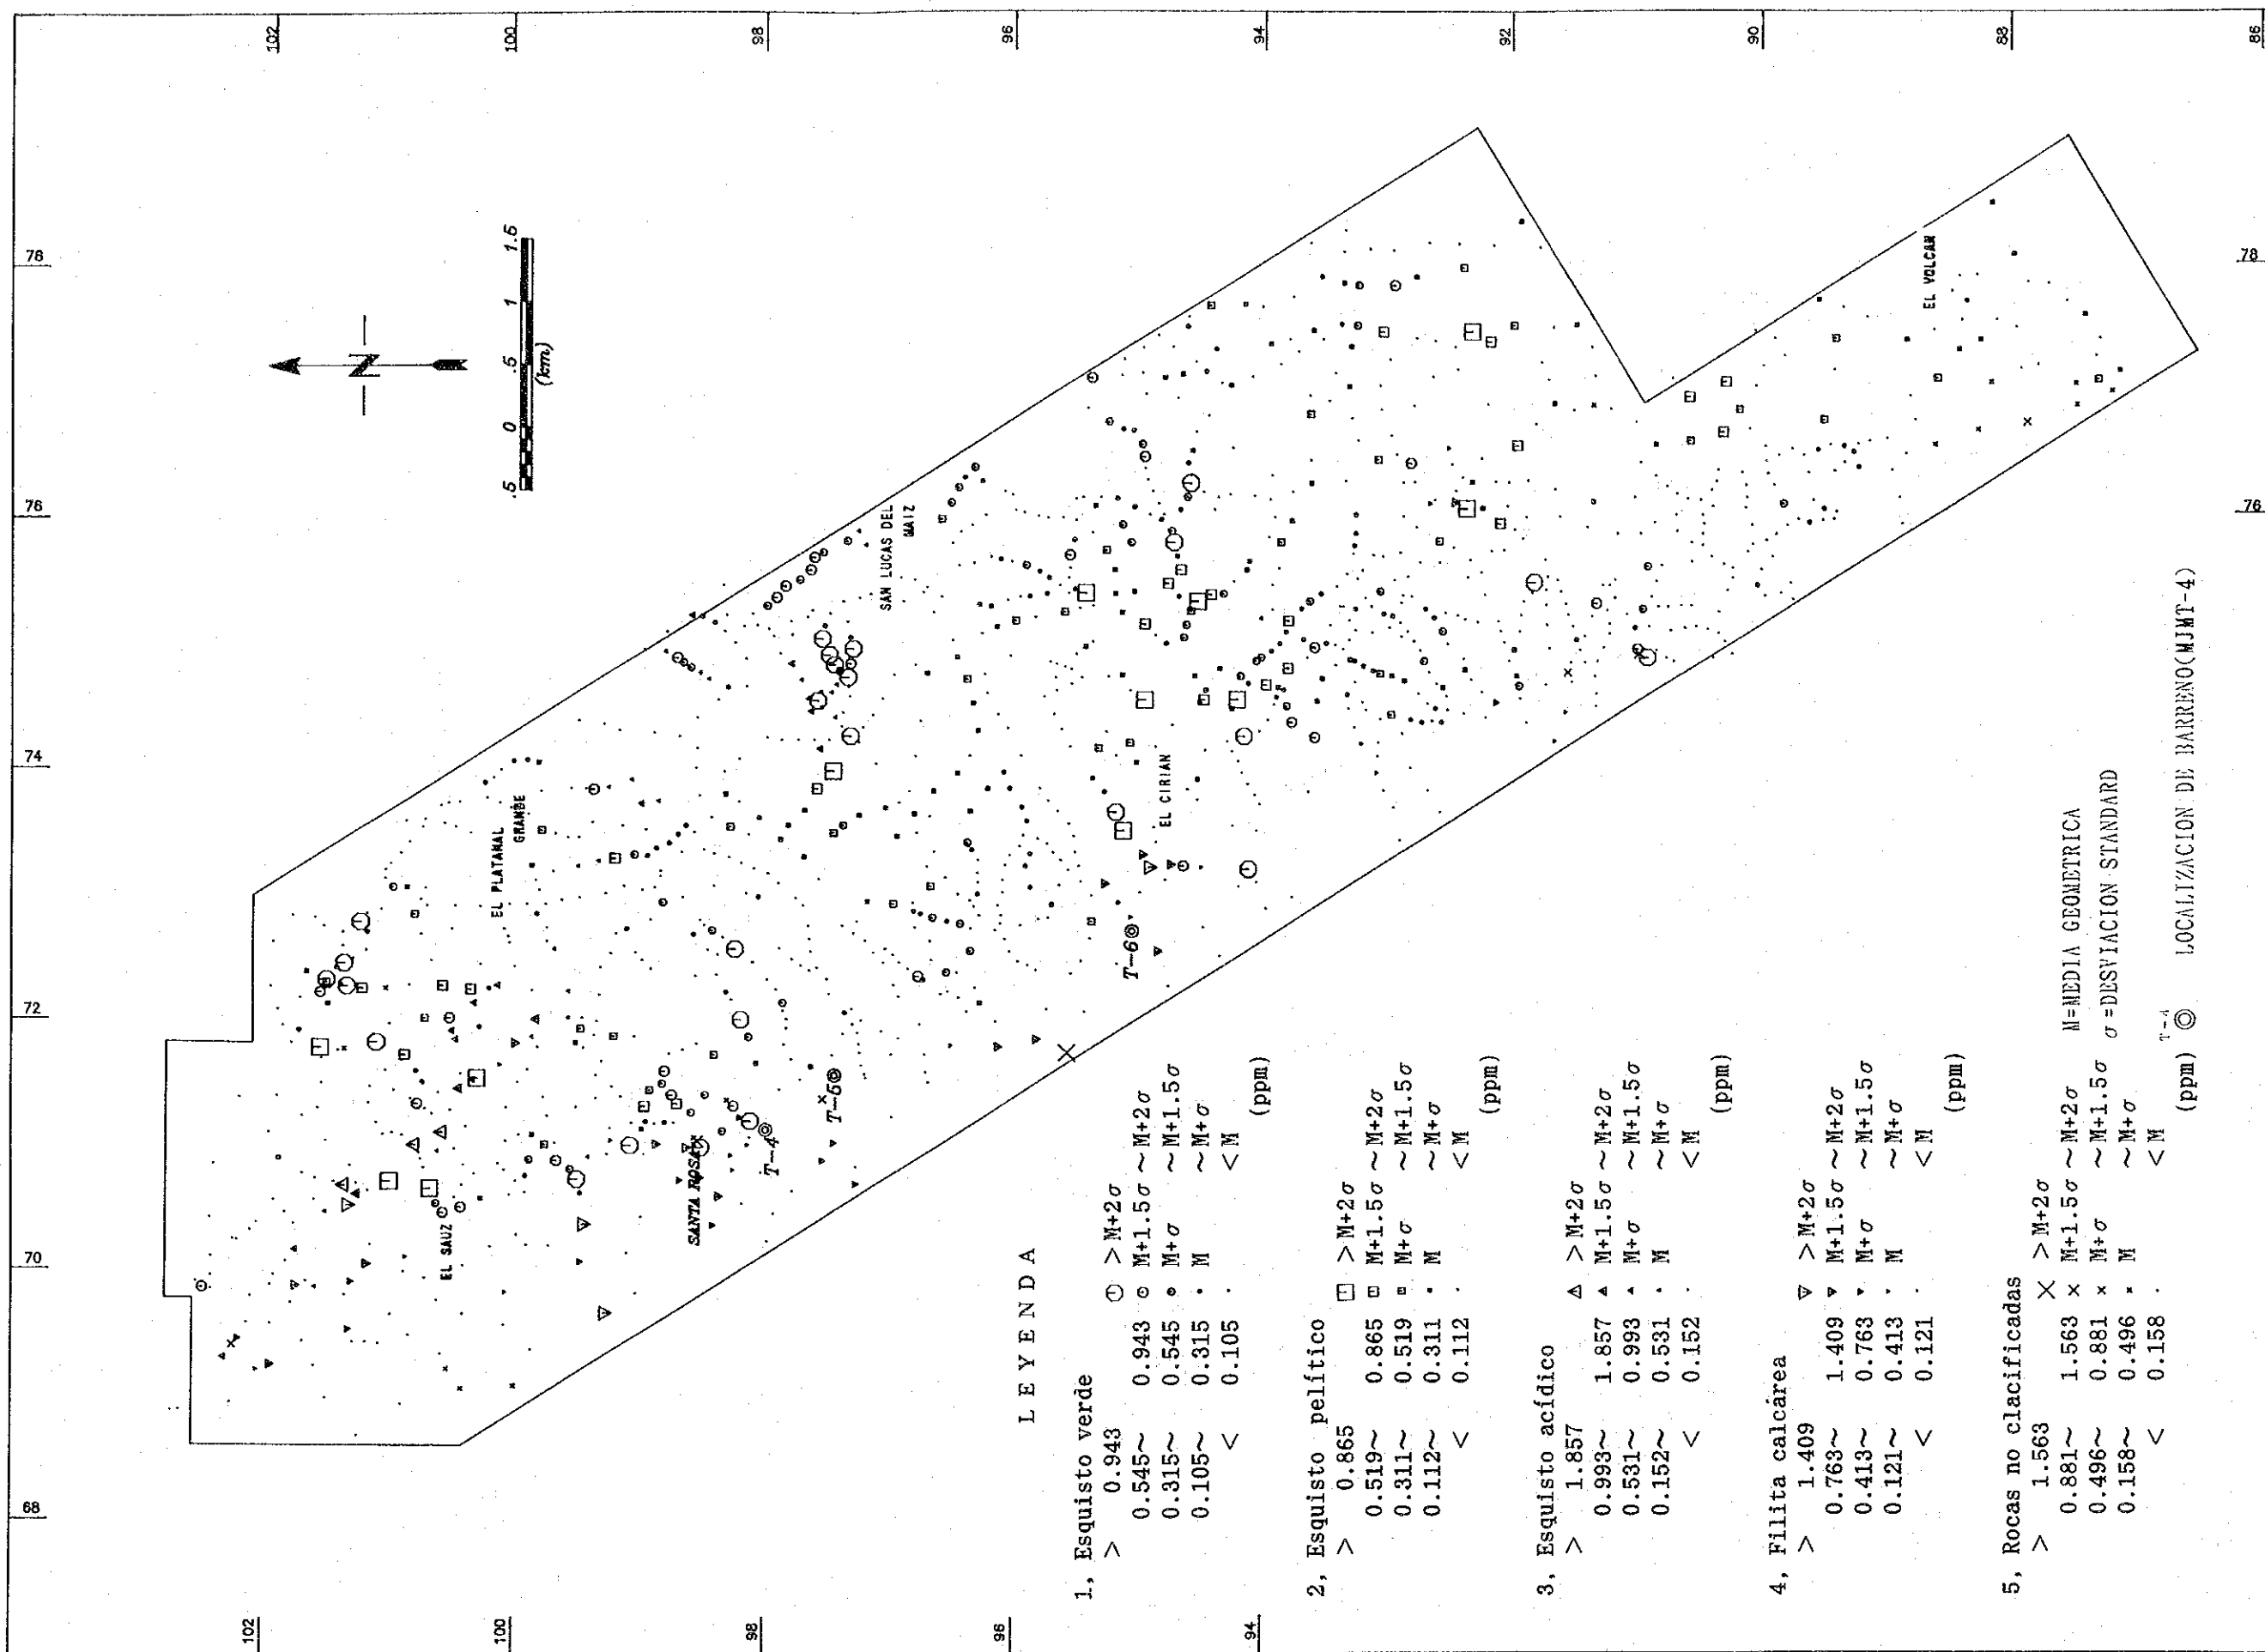 102
100
98
96
94
92
90
88
86
78
76
74
72
70
68
78
76
102
100
98
96
94
N
.5 0 .5 1 1.5
(km)
EL PLATANAL
GRANDE
SAN LUCAS DEL
MAIZ
EL VOLCAN
EL CIRIAN
EL SAUZ
SANTA ROSA
T-4
T-5
T-6
L E Y E N D A
1, Esquisto verde
> 0.943 >M+2σ
0.545~ 0.943 M+1.5σ ~M+2σ
0.315~ 0.545 M+σ ~M+1.5σ
0.105~ 0.315 M ~M+σ
< 0.105 <M
(ppm)
2, Esquisto pelítico
> 0.865 >M+2σ
0.519~ 0.865 M+1.5σ ~M+2σ
0.311~ 0.519 M+σ ~M+1.5σ
0.112~ 0.311 M ~M+σ
< 0.112 <M
(ppm)
3, Esquisto acídico
> 1.857 >M+2σ
0.993~ 1.857 M+1.5σ ~M+2σ
0.531~ 0.993 M+σ ~M+1.5σ
0.152~ 0.531 M ~M+σ
< 0.152 <M
(ppm)
4, Filita calcárea
> 1.409 >M+2σ
0.763~ 1.409 M+1.5σ ~M+2σ
0.413~ 0.763 M+σ ~M+1.5σ
0.121~ 0.413 M ~M+σ
< 0.121 <M
(ppm)
5, Rocas no clacificadas
> 1.563 >M+2σ
0.881~ 1.563 M+1.5σ ~M+2σ
0.496~ 0.881 M+σ ~M+1.5σ
0.158~ 0.496 M ~M+σ
< 0.158 <M
(ppm)
M=MEDIA GEOMETRICA
σ=DESVIACION STANDARD
T-4
LOCALIZACION DE BARRENO(MJMT-4)